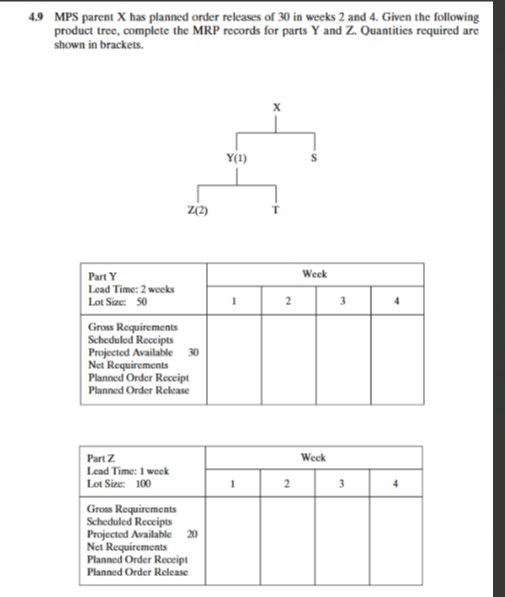 4.9 MPS parent X has planned order releases of 30 in weeks 2 and 4. Given the following
product tree, complete the MRP records for parts Y and Z. Quantities required are
shown in brackets.
X
Y(1) S
Z(2) T
Part Y
Lead Time: 2 weeks
Lot Size: 50
Week
1 2 3 4
Gross Requirements
Scheduled Receipts
Projected Available 30
Net Requirements
Planned Order Receipt
Planned Order Release
Part Z
Lead Time: 1 week
Lot Size: 100
Week
1 2 3 4
Gross Requirements
Scheduled Receipts
Projected Available 20
Net Requirements
Planned Order Receipt
Planned Order Release